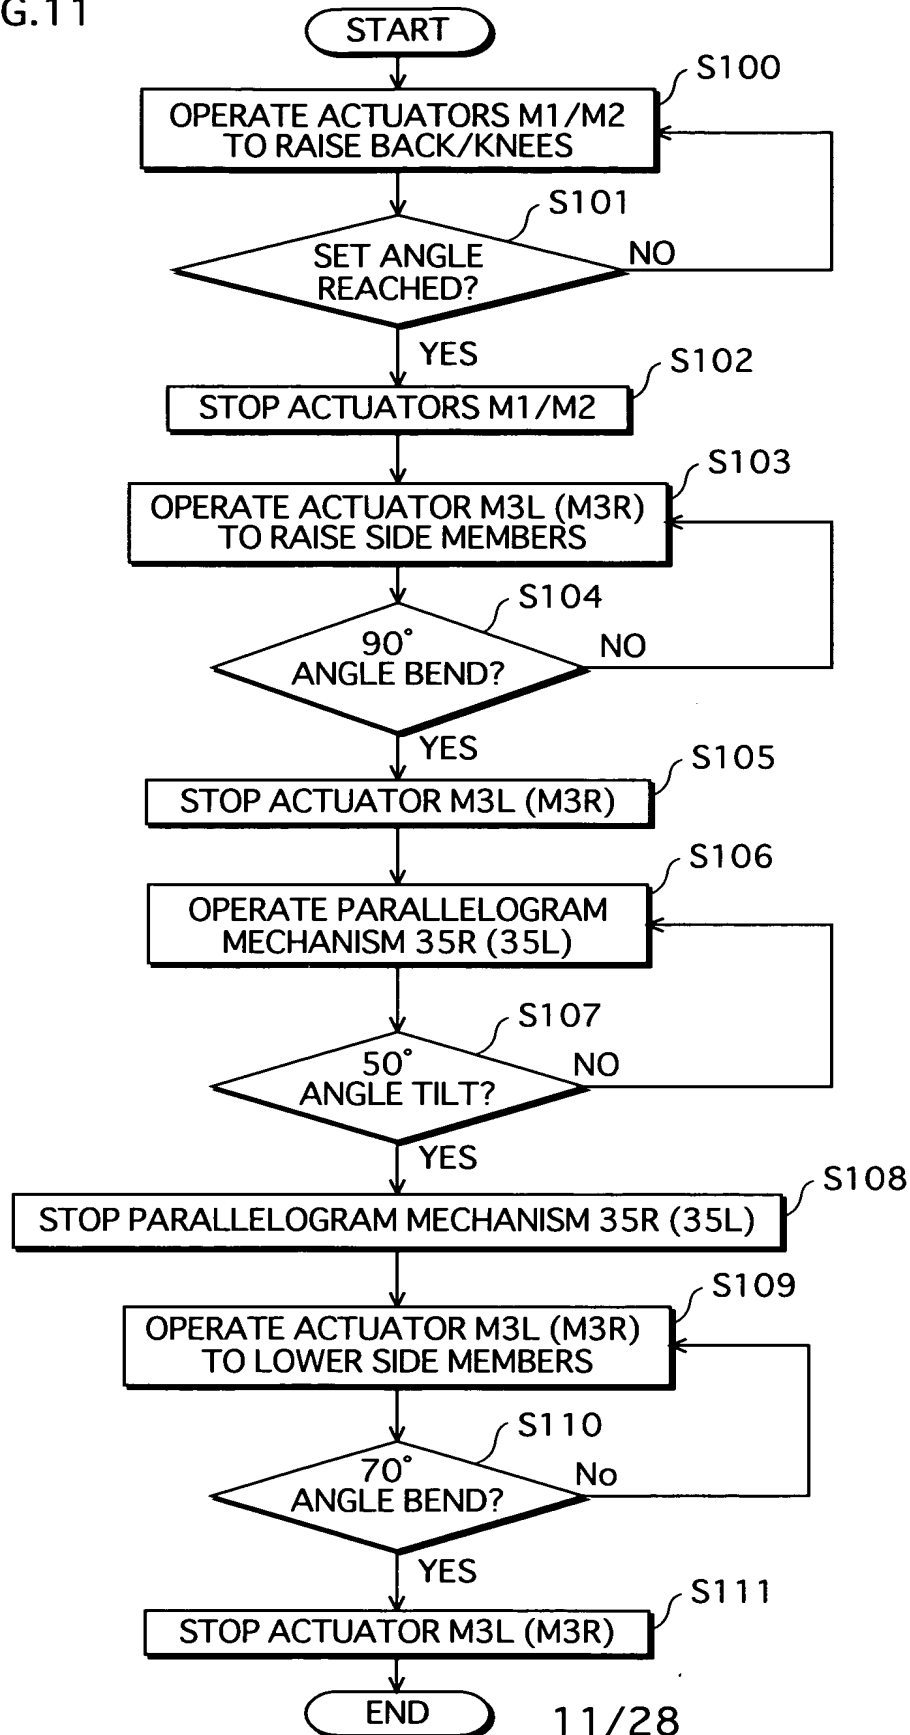 G.11
START
S100
OPERATE ACTUATORS M1/M2
TO RAISE BACK/KNEES
S101
SET ANGLE
REACHED?
NO
YES
S102
STOP ACTUATORS M1/M2
S103
OPERATE ACTUATOR M3L (M3R)
TO RAISE SIDE MEMBERS
S104
90°
ANGLE BEND?
NO
YES
S105
STOP ACTUATOR M3L (M3R)
S106
OPERATE PARALLELOGRAM
MECHANISM 35R (35L)
S107
50°
ANGLE TILT?
NO
YES
S108
STOP PARALLELOGRAM MECHANISM 35R (35L)
S109
OPERATE ACTUATOR M3L (M3R)
TO LOWER SIDE MEMBERS
S110
70°
ANGLE BEND?
No
YES
S111
STOP ACTUATOR M3L (M3R)
END
11/28